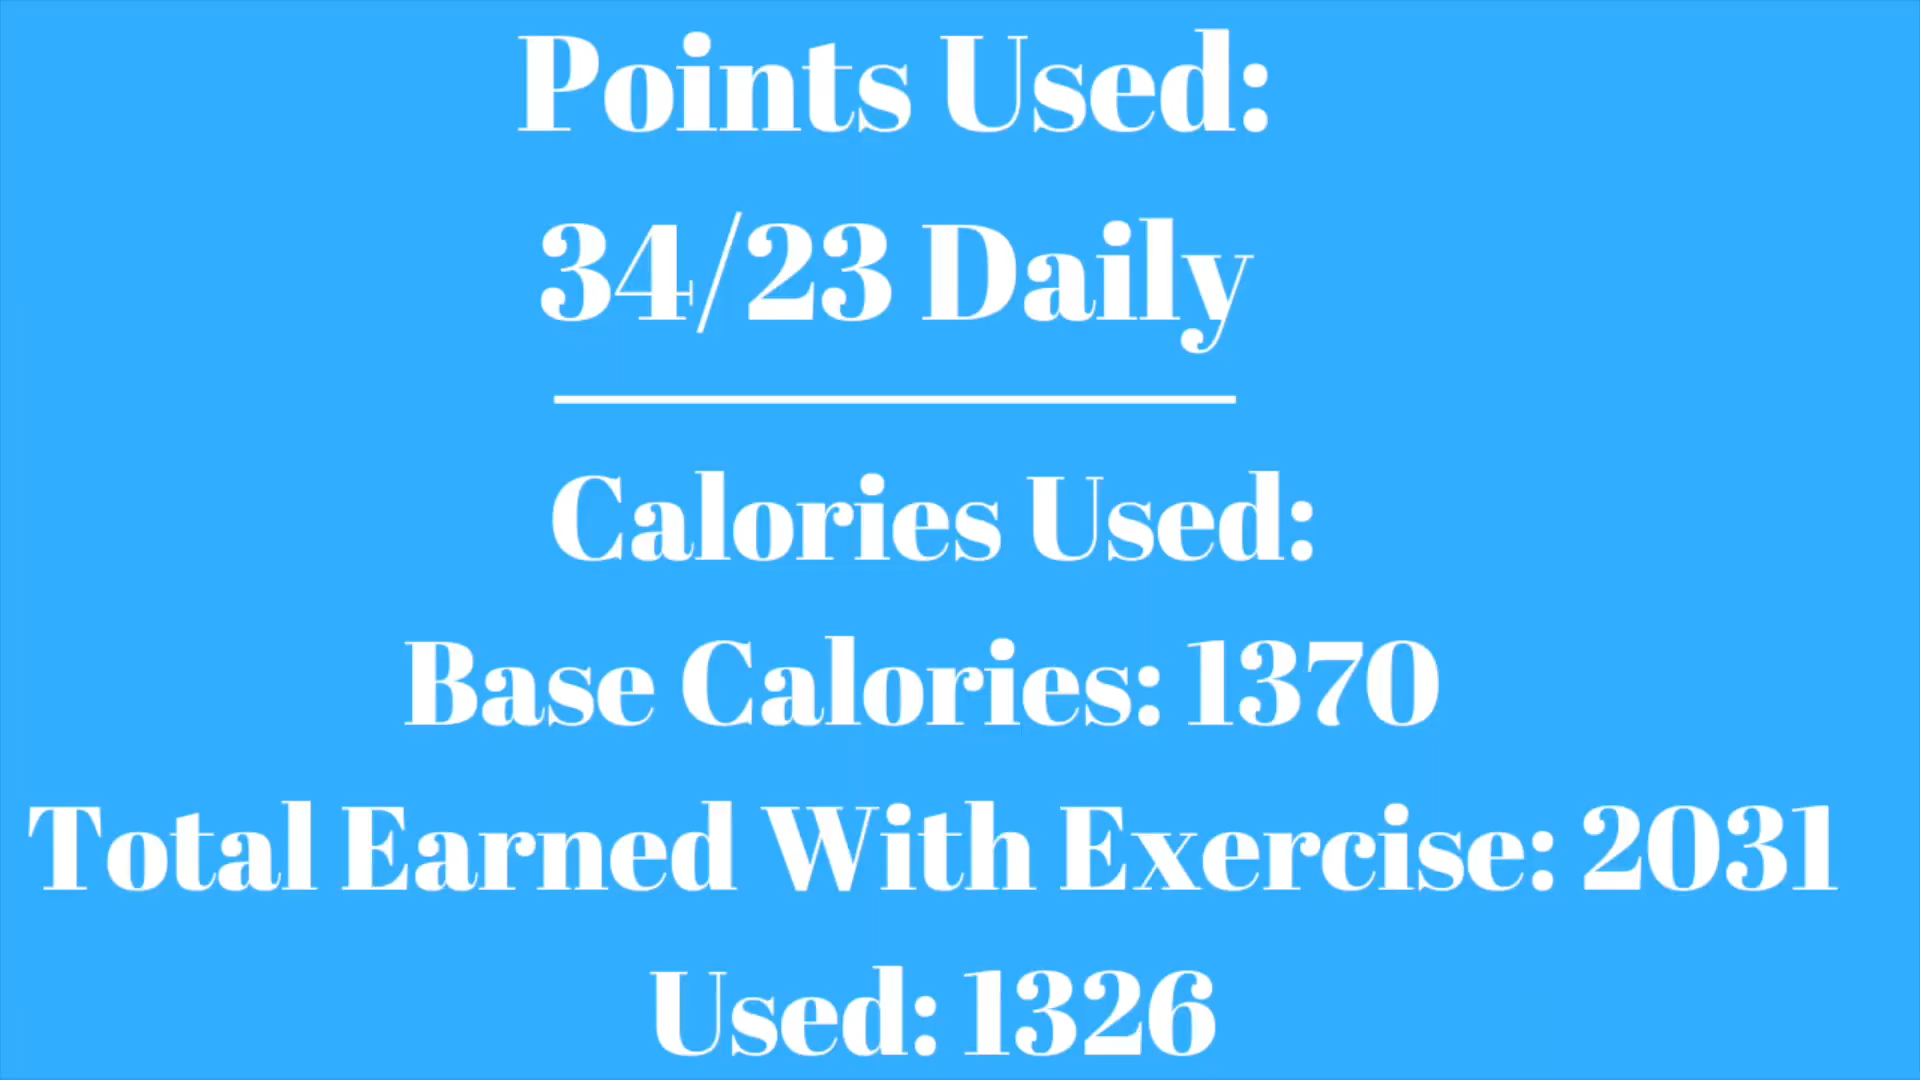 Points Used:
34/23 Daily
Calories Used:
Base Calories: 1370
Total Earned With Exercise: 2031
Used: 1326